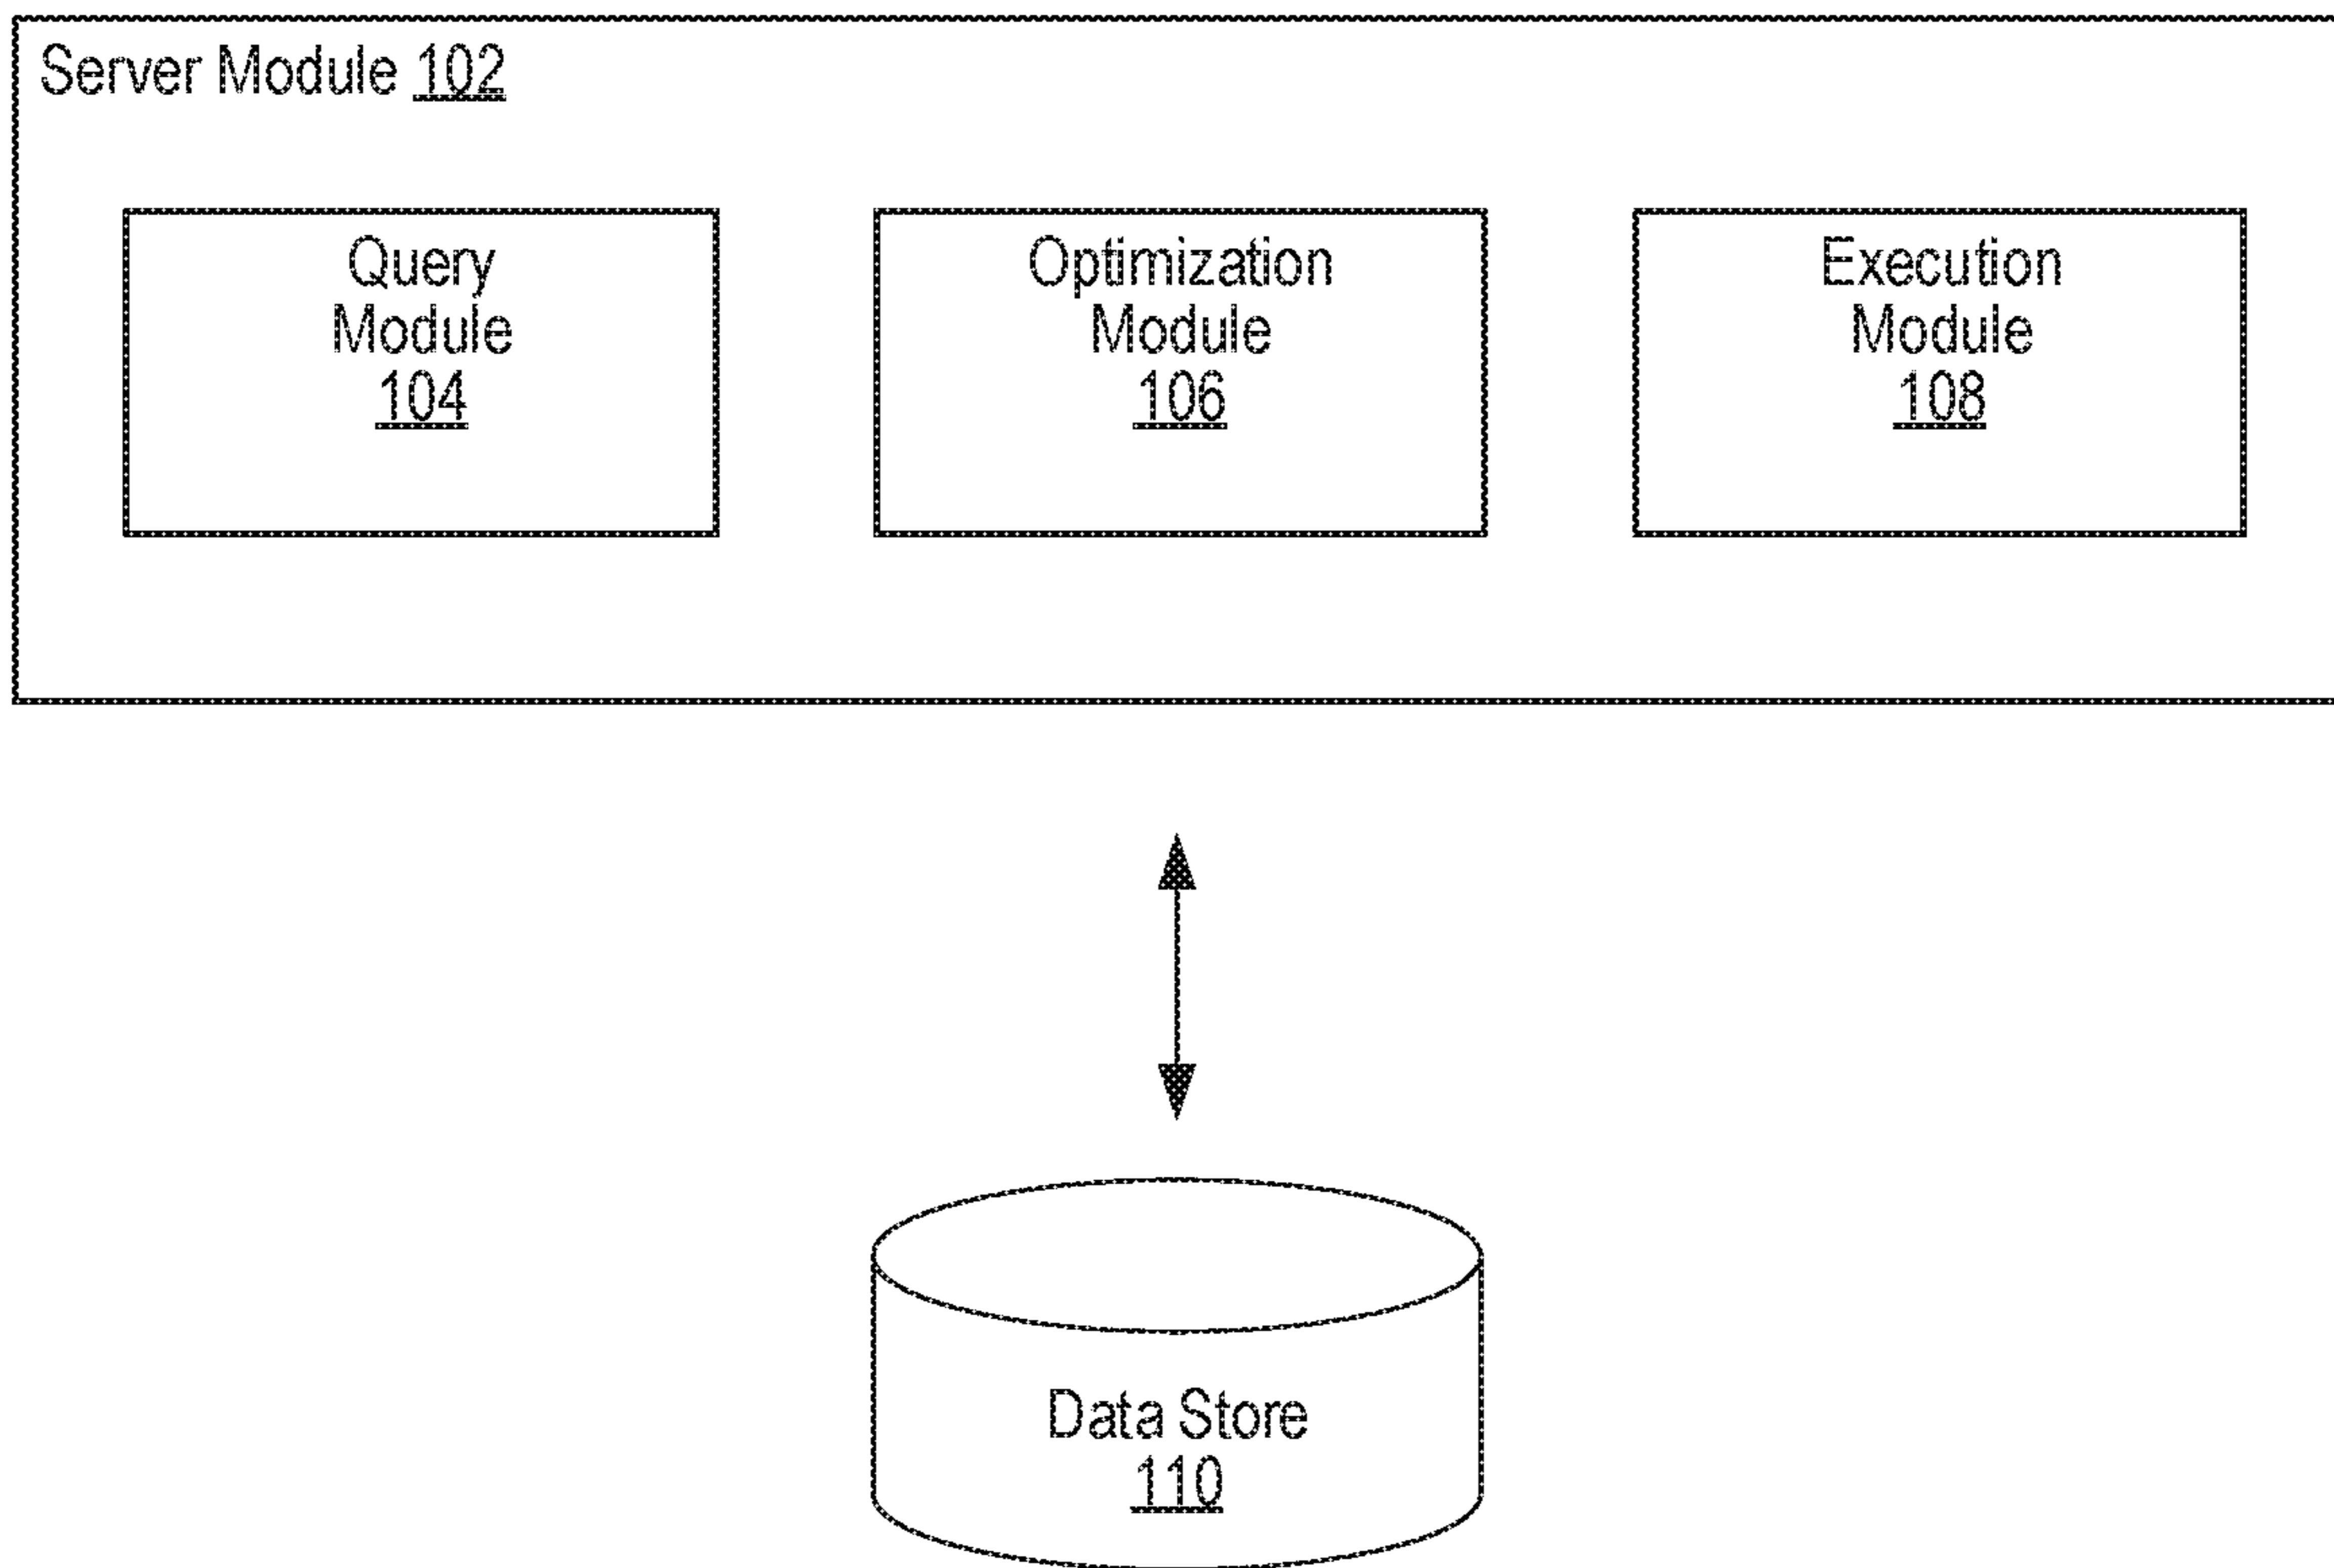 Server Module 102
Query
Module
104
Optimization
Module
106
Execution
Module
108
Data Store
110